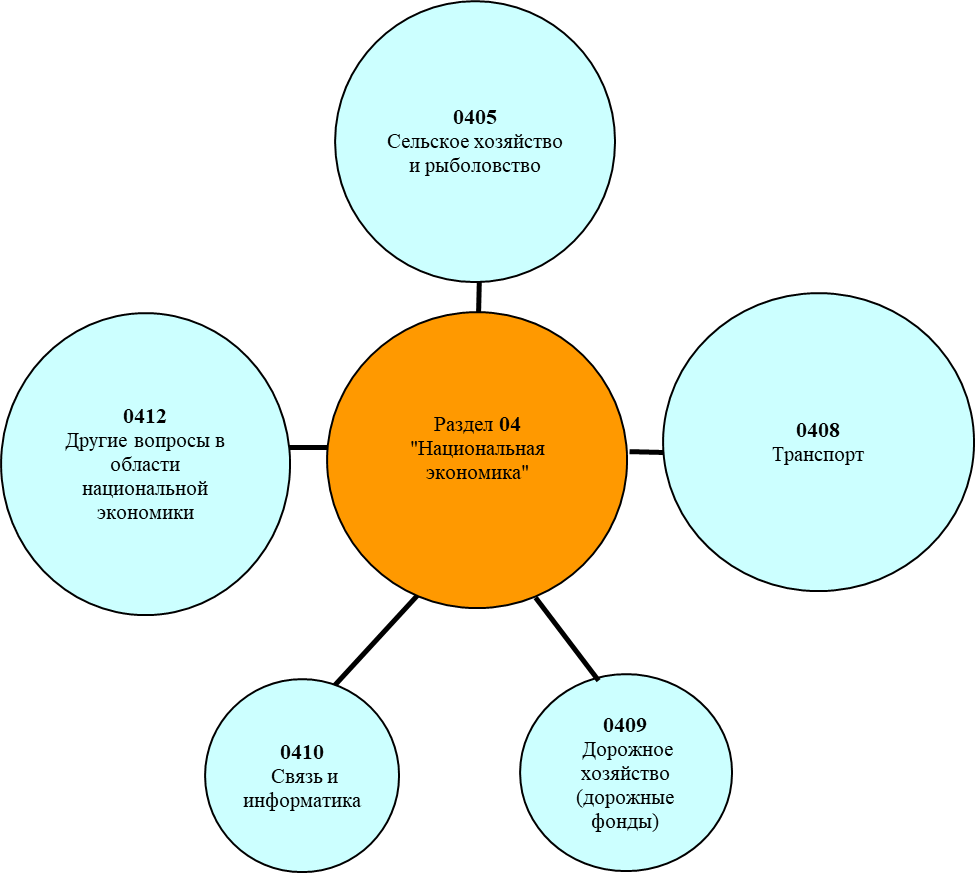 0405
Сельское хозяйство
и рыболовство
0412
Другие вопросы в
области
национальной
экономики
Раздел 04
"Национальная
экономика"
0408
Транспорт
0410
Связь и
информатика
0409
Дорожное
хозяйство
(дорожные
фонды)